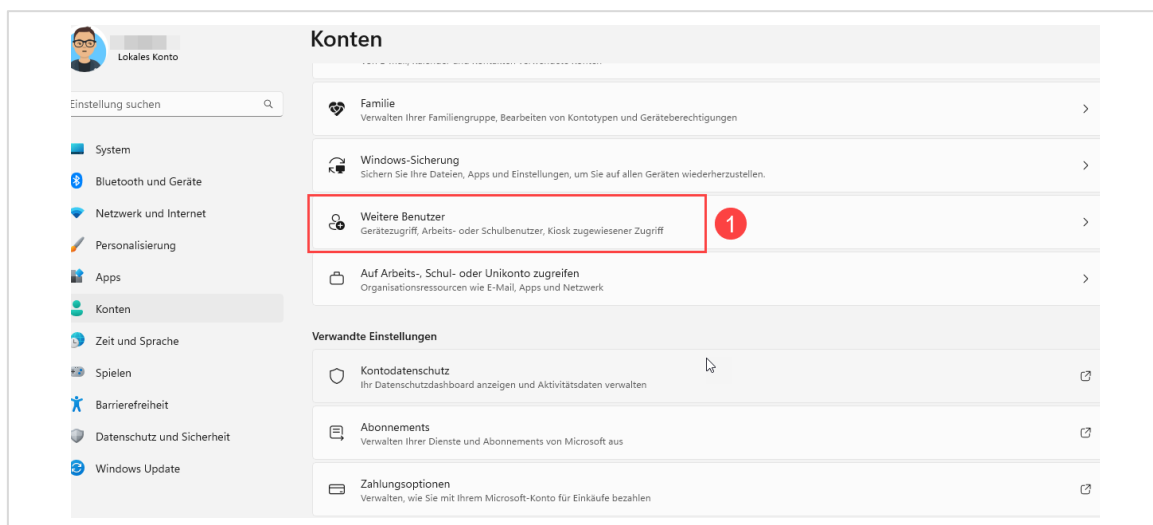 Lokales Konto
Einstellung suchen
System
Bluetooth und Geräte
Netzwerk und Internet
Personalisierung
Apps
Konten
Zeit und Sprache
Spielen
Barrierefreiheit
Datenschutz und Sicherheit
Windows Update
Konten
Familie
Verwalten Ihrer Familiengruppe, Bearbeiten von Kontotypen und Geräteberechtigungen
Windows-Sicherung
Sichern Sie Ihre Dateien, Apps und Einstellungen, um Sie auf allen Geräten wiederherzustellen.
Weitere Benutzer
Gerätezugriff, Arbeits- oder Schulbenutzer, Kiosk zugewiesener Zugriff
1
Auf Arbeits-, Schul- oder Unikonto zugreifen
Organisationsressourcen wie E-Mail, Apps und Netzwerk
Verwandte Einstellungen
Kontodatenschutz
Ihr Datenschutzdashboard anzeigen und Aktivitätsdaten verwalten
Abonnements
Verwalten Ihrer Dienste und Abonnements von Microsoft aus
Zahlungsoptionen
Verwalten, wie Sie mit Ihrem Microsoft-Konto für Einkäufe bezahlen